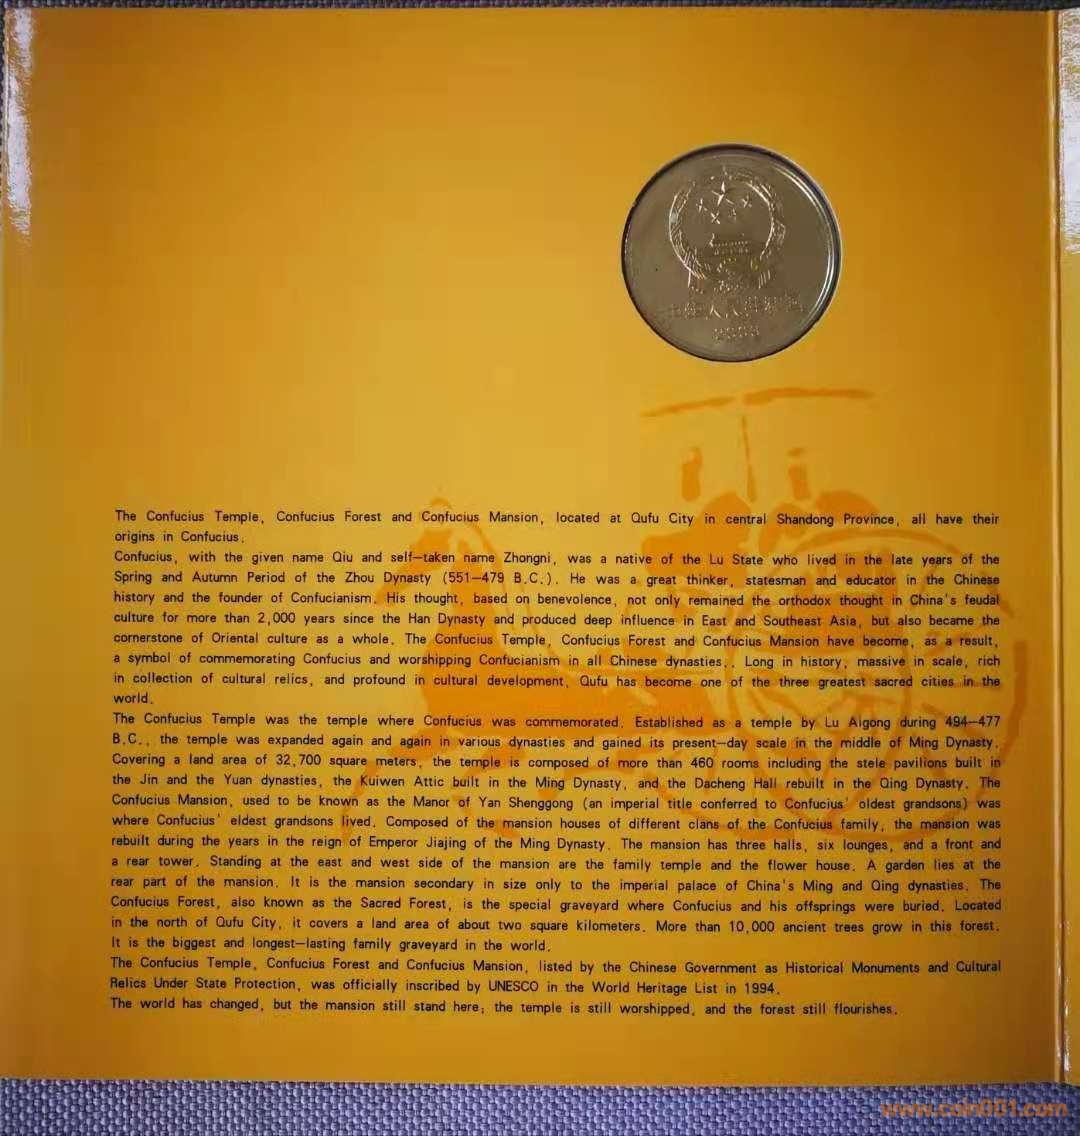 中华人民共和国
2003
The Confucius Temple, Confucius Forest and Confucius Mansion, located at Qufu City in central Shandong Province, all have their
origins in Confucius.
Confucius, with the given name Qiu and self-taken name Zhongni, was a native of the Lu State who lived in the late years of the
Spring and Autumn Period of the Zhou Dynasty (551-479 B.C.). He was a great thinker, statesman and educator in the Chinese
history and the founder of Confucianism. His thought, based on benevolence, not only remained the orthodox thought in China's feudal
culture for more than 2,000 years since the Han Dynasty and produced deep influence in East and Southeast Asia, but also became the
cornerstone of Oriental culture as a whole. The Confucius Temple, Confucius Forest and Confucius Mansion have become, as a result,
a symbol of commemorating Confucius and worshipping Confucianism in all Chinese dynasties.. Long in history, massive in scale, rich
in collection of cultural relics, and profound in cultural development, Qufu has become one of the three greatest sacred cities in the
world.
The Confucius Temple was the temple where Confucius was commemorated. Established as a temple by Lu Aigong during 494-477
B.C., the temple was expanded again and again in various dynasties and gained its present-day scale in the middle of Ming Dynasty.
Covering a land area of 32,700 square meters, the temple is composed of more than 460 rooms including the stele pavilions built in
the Jin and the Yuan dynasties, the Kuiwen Attic built in the Ming Dynasty, and the Dacheng Hall rebuilt in the Qing Dynasty. The
Confucius Mansion, used to be known as the Manor of Yan Shenggong (an imperial title conferred to Confucius' oldest grandsons) was
where Confucius' eldest grandsons lived. Composed of the mansion houses of different clans of the Confucius family, the mansion was
rebuilt during the years in the reign of Emperor Jiajing of the Ming Dynasty. The mansion has three halls, six lounges, and a front and
a rear tower. Standing at the east and west side of the mansion are the family temple and the flower house. A garden lies at the
rear part of the mansion. It is the mansion secondary in size only to the imperial palace of China's Ming and Qing dynasties. The
Confucius Forest, also known as the Sacred Forest, is the special graveyard where Confucius and his offsprings were buried. Located
in the north of Qufu City, it covers a land area of about two square kilometers. More than 10,000 ancient trees grow in this forest.
It is the biggest and longest-lasting family graveyard in the world.
The Confucius Temple, Confucius Forest and Confucius Mansion, listed by the Chinese Government as Historical Monuments and Cultural
Relics Under State Protection, was officially inscribed by UNESCO in the World Heritage List in 1994.
The world has changed, but the mansion still stand here; the temple is still worshipped, and the forest still flourishes.
www.coin001.com